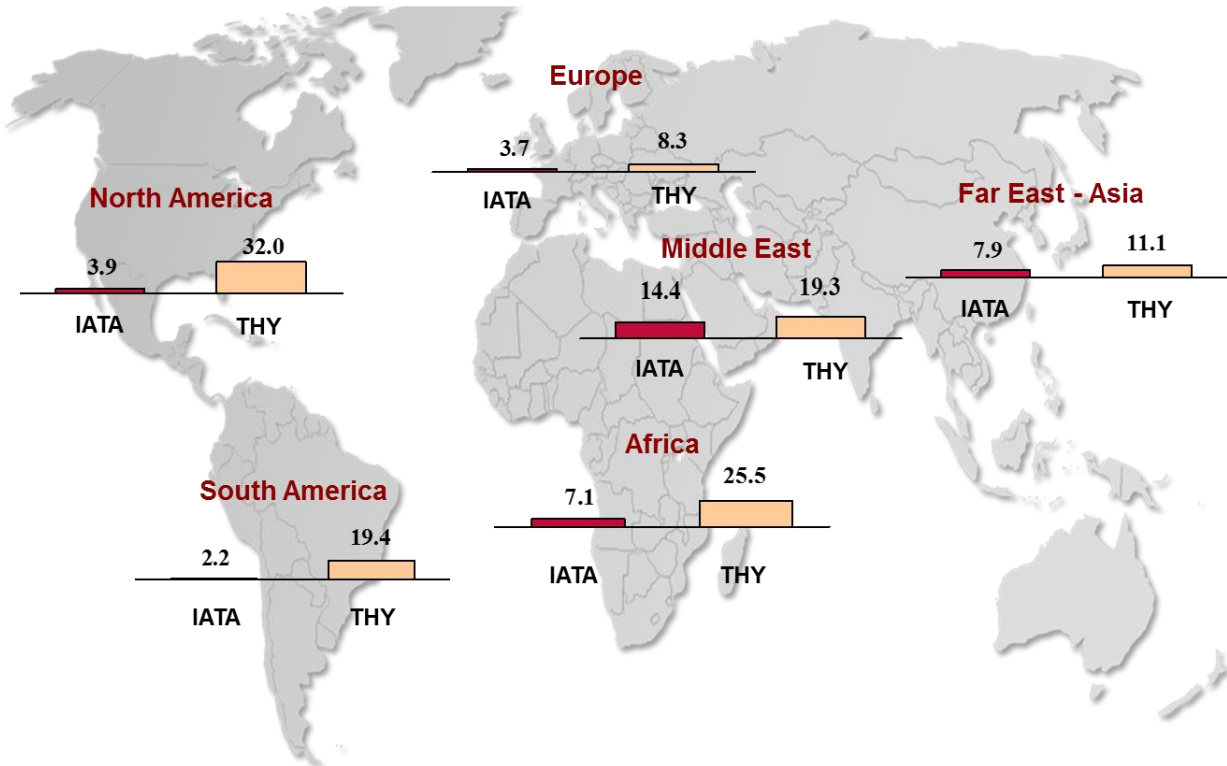 Europe
3.7 8.3
IATA THY
North America
3.9 32.0
IATA THY
Far East - Asia
7.9 11.1
IATA THY
Middle East
14.4 19.3
IATA THY
Africa
7.1 25.5
IATA THY
South America
2.2 19.4
IATA THY